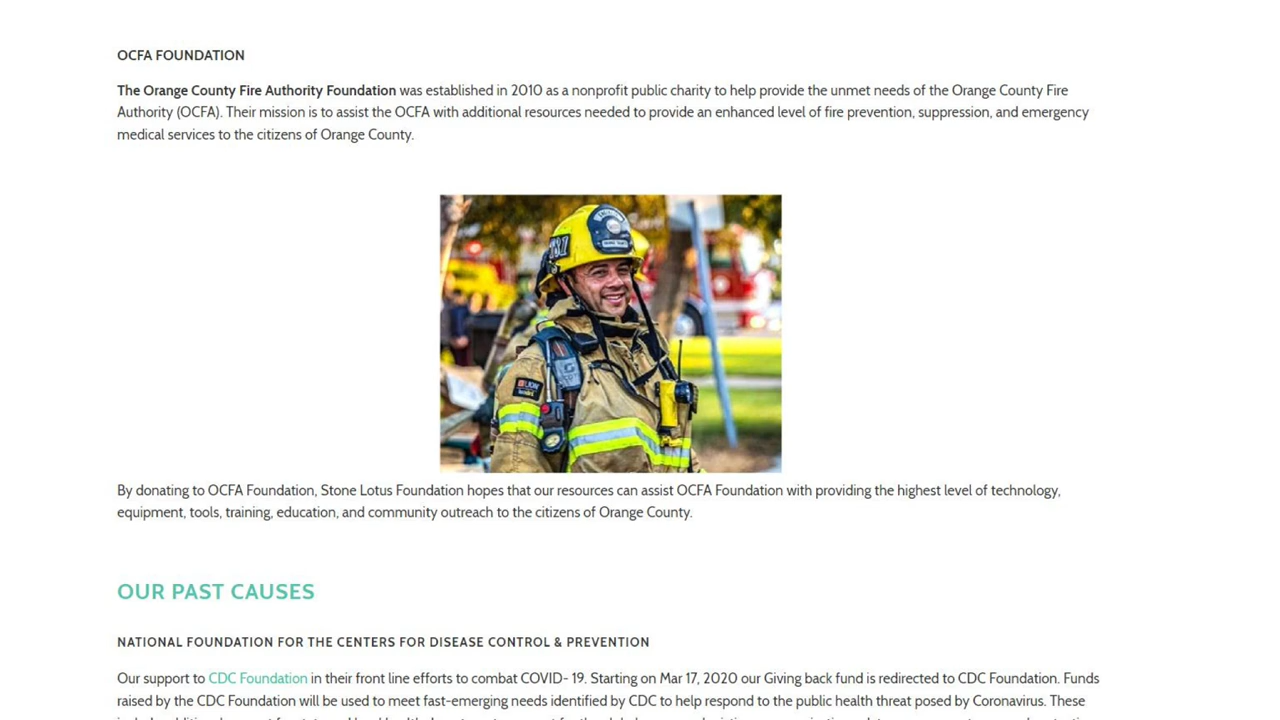 OCFA FOUNDATION
The Orange County Fire Authority Foundation was established in 2010 as a nonprofit public charity to help provide the unmet needs of the Orange County Fire
Authority (OCFA). Their mission is to assist the OCFA with additional resources needed to provide an enhanced level of fire prevention, suppression, and emergency
medical services to the citizens of Orange County.
By donating to OCFA Foundation, Stone Lotus Foundation hopes that our resources can assist OCFA Foundation with providing the highest level of technology,
equipment, tools, training, education, and community outreach to the citizens of Orange County.
OUR PAST CAUSES
NATIONAL FOUNDATION FOR THE CENTERS FOR DISEASE CONTROL & PREVENTION
Our support to CDC Foundation in their front line efforts to combat COVID- 19. Starting on Mar 17, 2020 our Giving back fund is redirected to CDC Foundation. Funds
raised by the CDC Foundation will be used to meet fast-emerging needs identified by CDC to help respond to the public health threat posed by Coronavirus. These